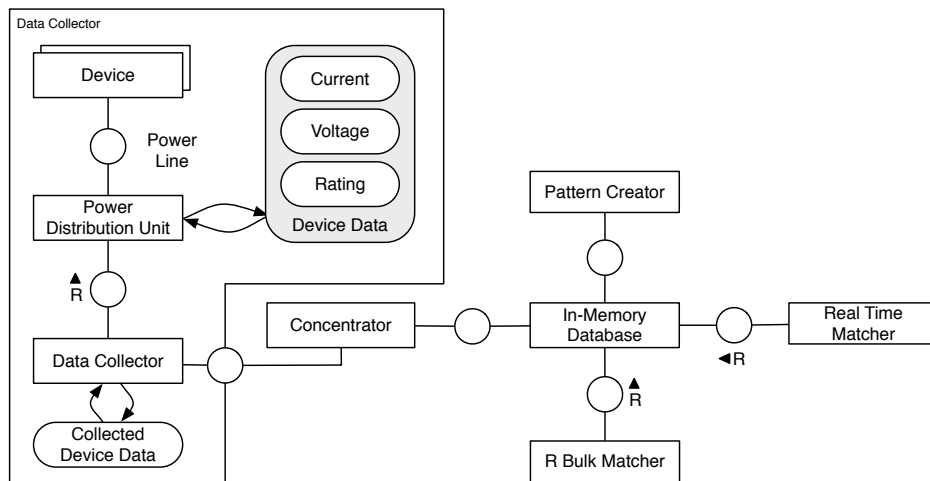 Data Collector
Device
Power
Line
Current
Voltage
Rating
Device Data
Power
Distribution Unit
R
Data Collector
Collected
Device Data
Concentrator
Pattern Creator
In-Memory
Database
R
Real Time
Matcher
R
R Bulk Matcher